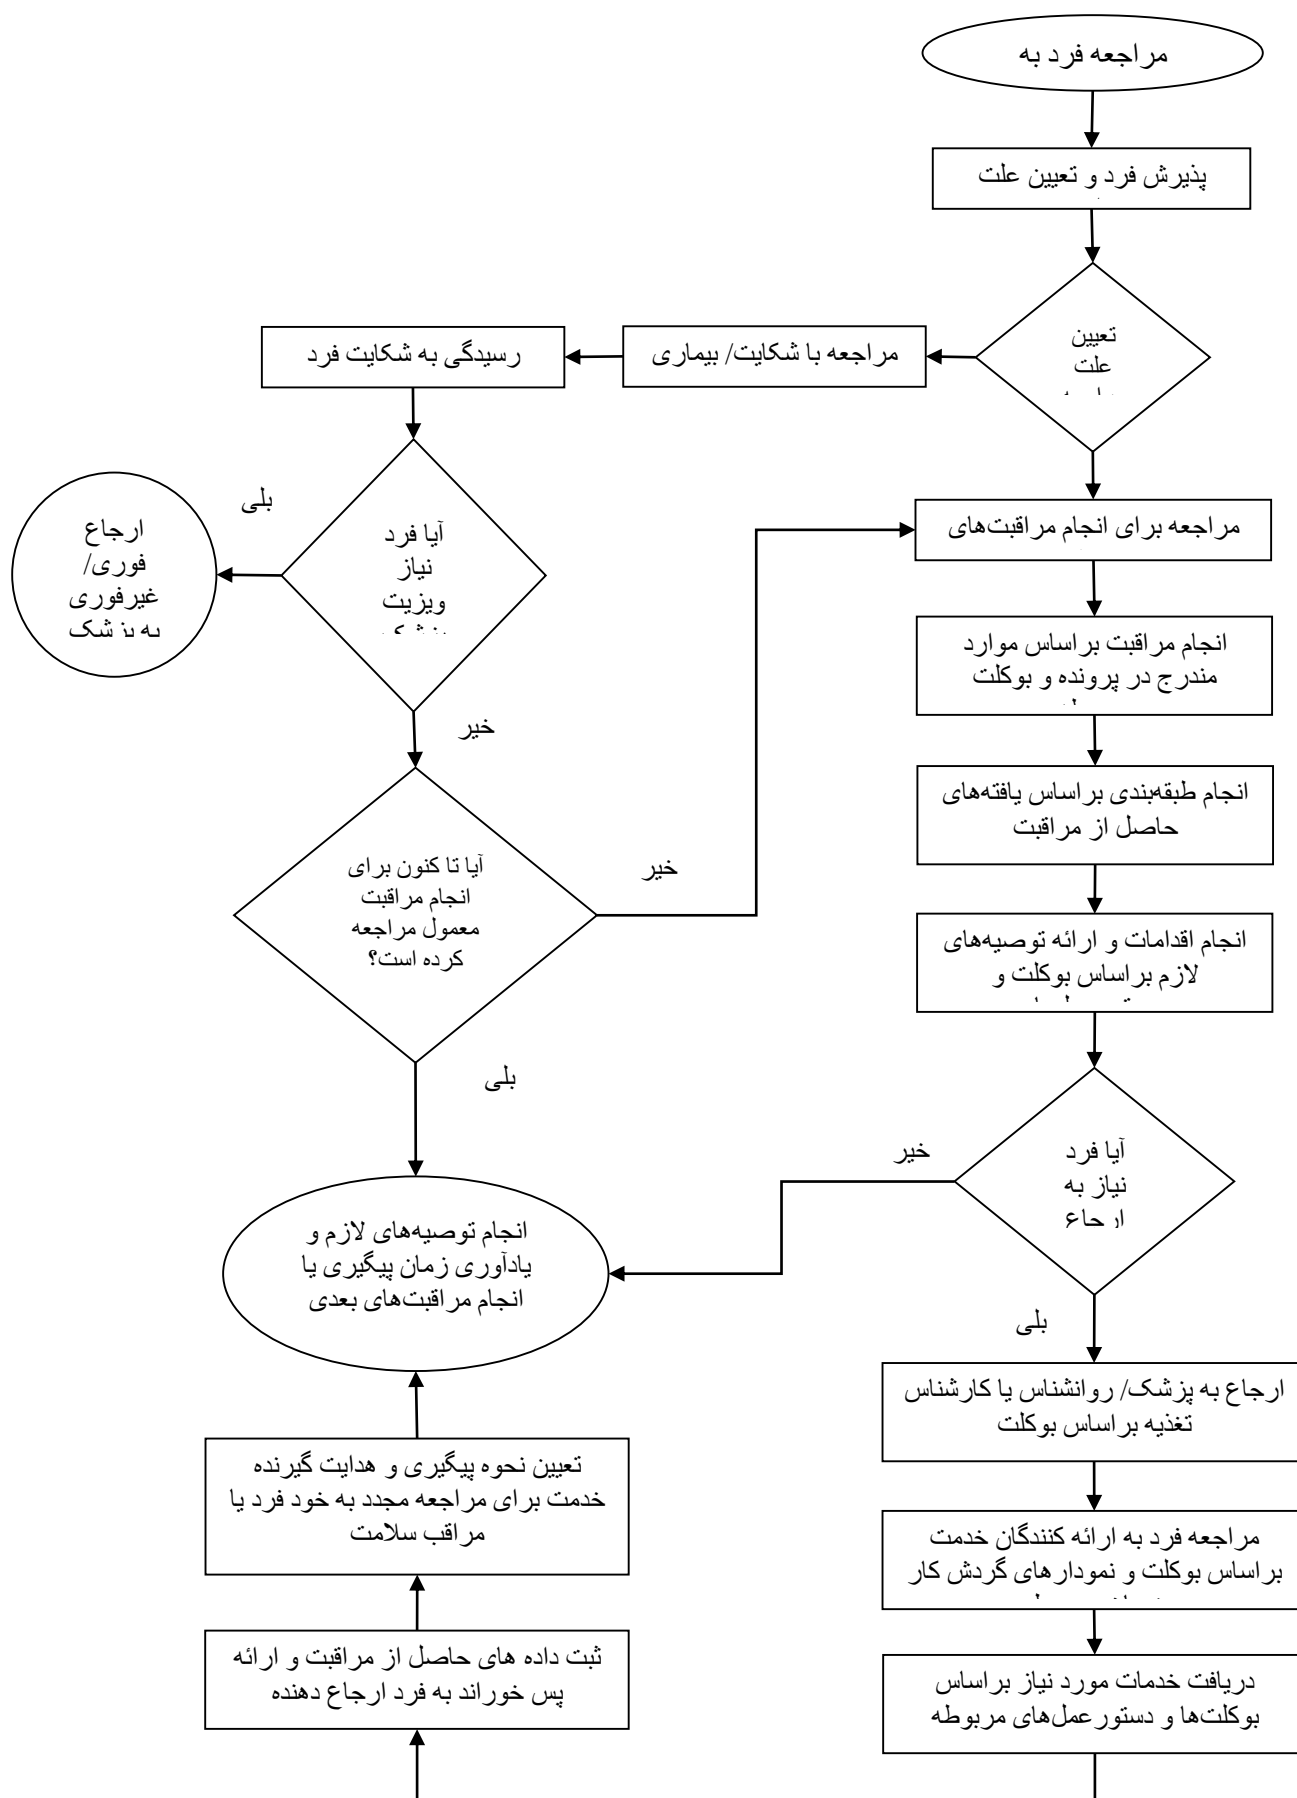 مراجعه فرد به
پذیرش فرد و تعیین علت
تعیین
علت
مراجعه با شکایت/ بیماری
رسیدگی به شکایت فرد
آیا فرد
نیاز
ویزیت
پزشک
بلی
ارجاع
فوری/
غیرفوری
به پزشک
خیر
آیا تا کنون برای
انجام مراقبت
معمول مراجعه
کرده است؟
خیر
بلی
مراجعه برای انجام مراقبت‌های
انجام مراقبت براساس موارد
مندرج در پرونده و بوکلت
انجام طبقه‌بندی براساس یافته‌های
حاصل از مراقبت
انجام اقدامات و ارائه توصیه‌های
لازم براساس بوکلت و
آیا فرد
نیاز به
ارجاع
خیر
بلی
انجام توصیه‌های لازم و
یادآوری زمان پیگیری یا
انجام مراقبت‌های بعدی
ارجاع به پزشک/ روانشناس یا کارشناس
تغذیه براساس بوکلت
مراجعه فرد به ارائه کنندگان خدمت
براساس بوکلت و نمودارهای گردش کار
دریافت خدمات مورد نیاز براساس
بوکلت‌ها و دستورعمل‌های مربوطه
ثبت داده های حاصل از مراقبت و ارائه
پس خوراند به فرد ارجاع دهنده
تعیین نحوه پیگیری و هدایت گیرنده
خدمت برای مراجعه مجدد به خود فرد یا
مراقب سلامت